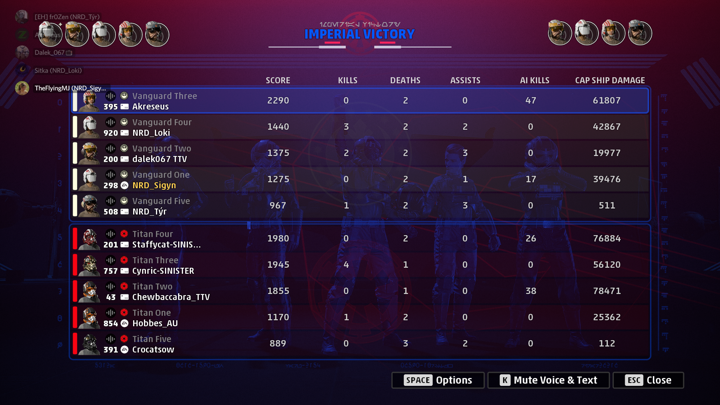 [EH] fr0Zen (NRD_Týr)
IMPERIAL VICTORY
Dalek_067
Sitka (NRD_Loki)
TheFlyingMJ (NRD_Sigy...
SCORE KILLS DEATHS ASSISTS AI KILLS CAP SHIP DAMAGE
Vanguard Three
395 Akreseus 2290 0 2 0 47 61807
Vanguard Four
920 NRD_Loki 1440 3 2 2 0 42867
Vanguard Two
200 dalek067 TTV 1375 2 2 3 0 19977
Vanguard One
298 NRD_Sigyn 1275 0 2 1 17 39476
Vanguard Five
508 NRD_Týr 967 1 2 3 0 511
Titan Four
201 Staffycat-SINIS... 1980 0 2 0 26 76884
Titan Three
757 Cynric-SINISTER 1945 4 1 0 0 56120
Titan Two
43 Chewbaccabra_TTV 1855 0 1 0 38 78471
Titan One
854 Hobbes_AU 1170 1 2 0 0 25362
Titan Five
391 Crocatsow 889 0 3 2 0 112
SPACE Options K Mute Voice & Text ESC Close